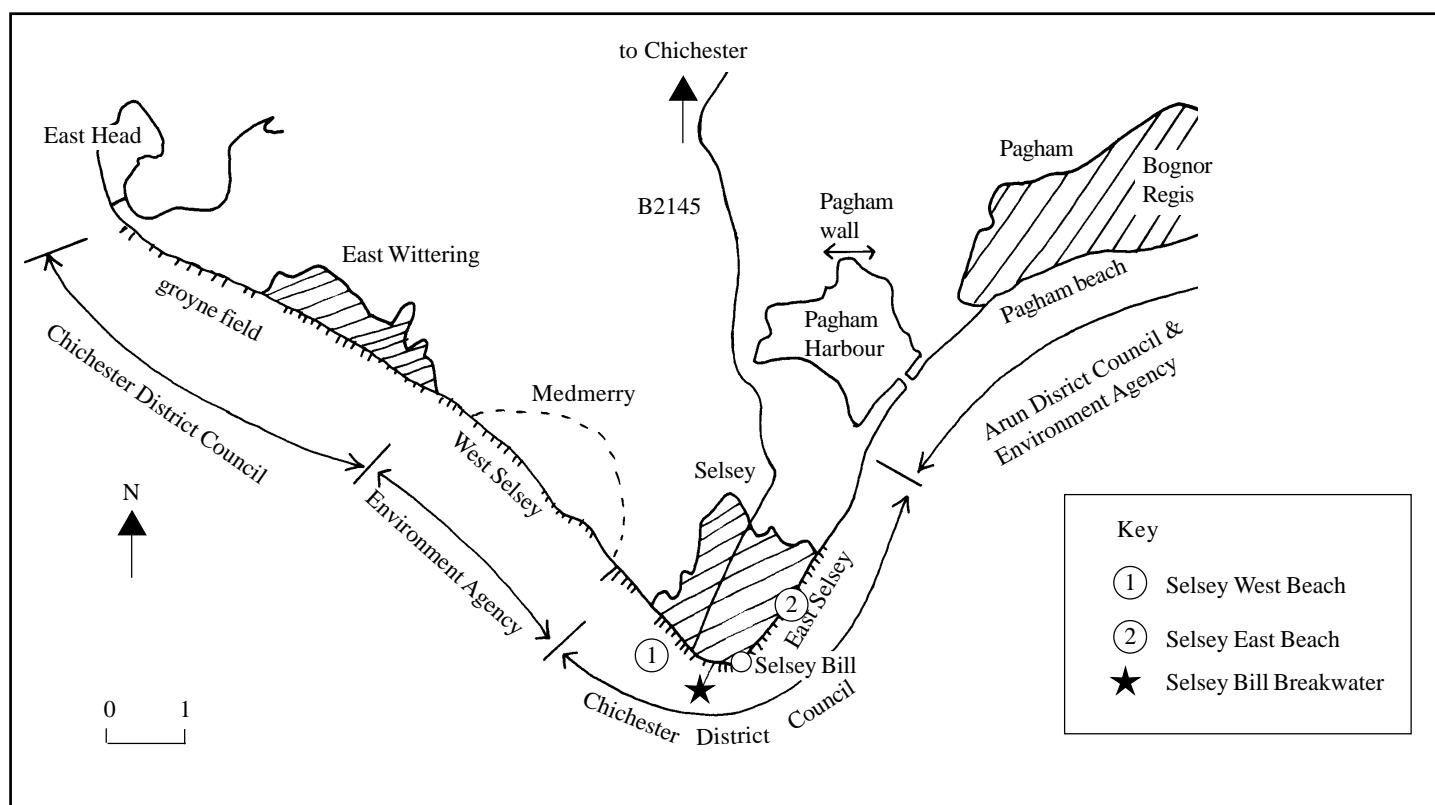 to Chichester
East Head
B2145
Pagham
Bognor
Regis
Pagham
wall
East Wittering
groyne field
Pagham
Harbour
Pagham beach
Chichester District Council
Medmerry
West Selsey
Arun Disrict Council &
Environment Agency
Selsey
N
Environment Agency
East Selsey
2
1
Selsey Bill
Chichester District Council
0 1
Key
1 Selsey West Beach
2 Selsey East Beach
★ Selsey Bill Breakwater